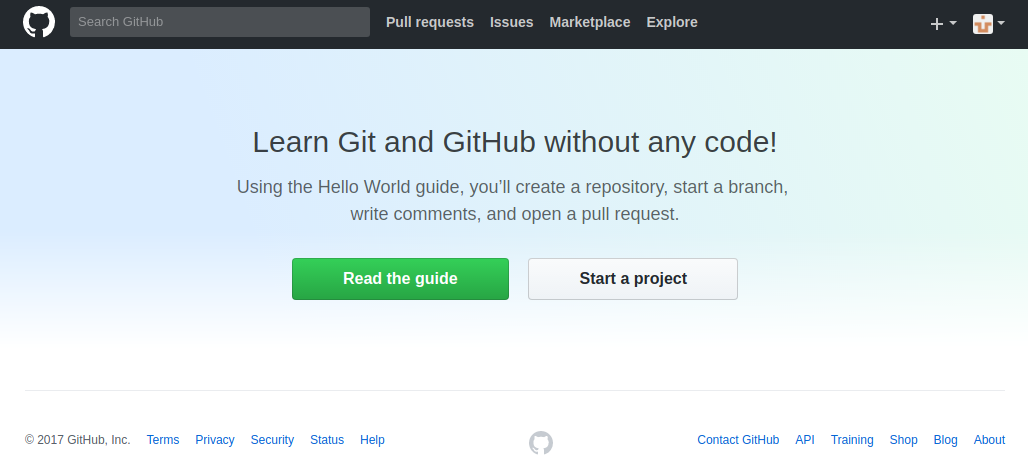 Search GitHub Pull requests Issues Marketplace Explore
Learn Git and GitHub without any code!
Using the Hello World guide, you’ll create a repository, start a branch,
write comments, and open a pull request.
Read the guide Start a project
© 2017 GitHub, Inc. Terms Privacy Security Status Help Contact GitHub API Training Shop Blog About